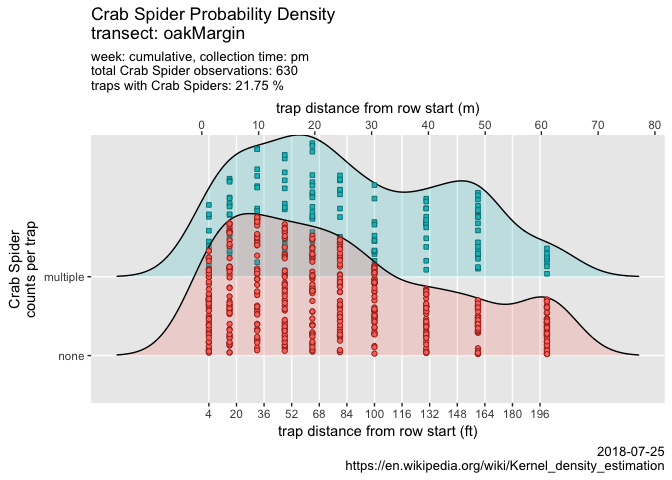 Crab Spider Probability Density
transect: oakMargin
week: cumulative, collection time: pm
total Crab Spider observations: 630
traps with Crab Spiders: 21.75 %
trap distance from row start (m)
0 10 20 30 40 50 60 70 80
Crab Spider
counts per trap
multiple
none
4 20 36 52 68 84 100 116 132 148 164 180 196
trap distance from row start (ft)
2018-07-25
https://en.wikipedia.org/wiki/Kernel_density_estimation